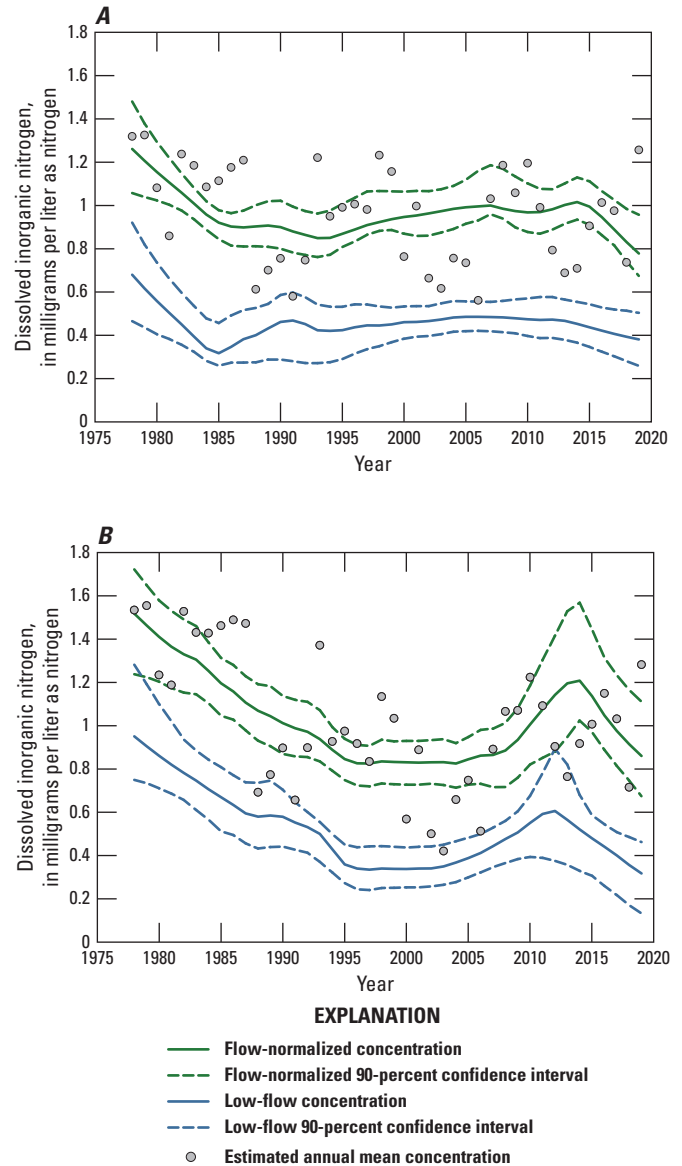 A
Dissolved inorganic nitrogen,
in milligrams per liter as nitrogen
1.8
1.6
1.4
1.2
1
0.8
0.6
0.4
0.2
0
1975 1980 1985 1990 1995 2000 2005 2010 2015 2020
Year
B
Dissolved inorganic nitrogen,
in milligrams per liter as nitrogen
1.8
1.6
1.4
1.2
1
0.8
0.6
0.4
0.2
0
1975 1980 1985 1990 1995 2000 2005 2010 2015 2020
Year
EXPLANATION
Flow-normalized concentration
Flow-normalized 90-percent confidence interval
Low-flow concentration
Low-flow 90-percent confidence interval
Estimated annual mean concentration